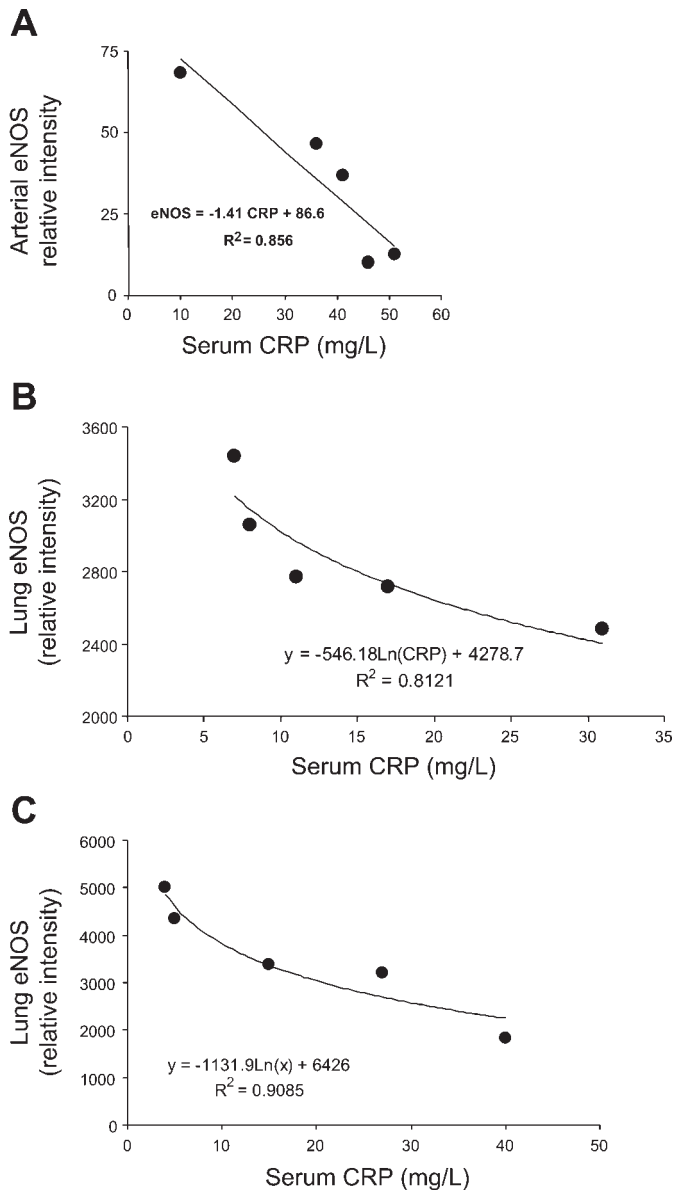 A
Arterial eNOS
relative intensity
75
50
25
0
eNOS = -1.41 CRP + 86.6
R² = 0.856
0 10 20 30 40 50 60
Serum CRP (mg/L)
B
Lung eNOS
(relative intensity)
3600
3200
2800
2400
2000
y = -546.18Ln(CRP) + 4278.7
R² = 0.8121
0 5 10 15 20 25 30 35
Serum CRP (mg/L)
C
Lung eNOS
(relative intensity)
6000
5000
4000
3000
2000
1000
0
y = -1131.9Ln(x) + 6426
R² = 0.9085
0 10 20 30 40 50
Serum CRP (mg/L)